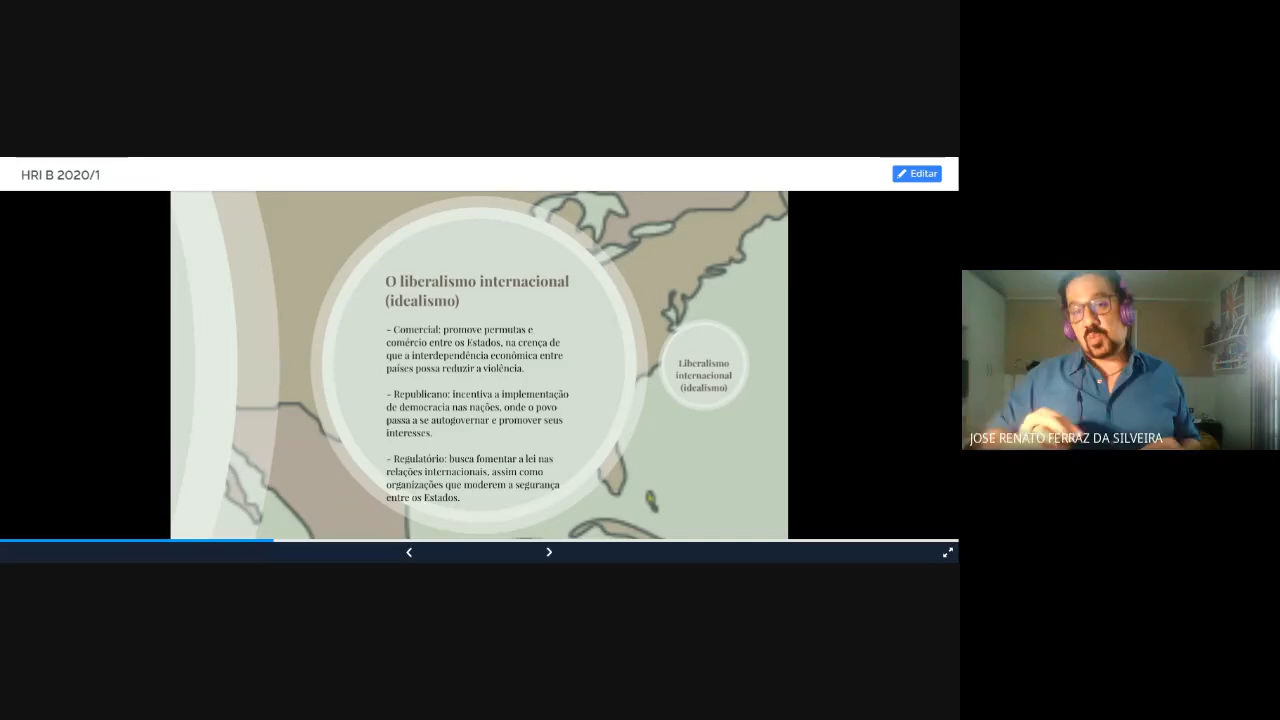 HRI B 2020/1
Editar
O liberalismo internacional
(idealismo)
- Comercial: promove permutas e
comércio entre os Estados, na crença de
que a interdependência econômica entre
países possa reduzir a violência.
- Republicano: incentiva a implementação
de democracia nas nações, onde o povo
passa a se autogovernar e promover seus
interesses.
- Regulatório: busca fomentar a lei nas
relações internacionais, assim como
organizações que moderem a segurança
entre os Estados.
Liberalismo
internacional
(idealismo)
JOSE RENATO FERRAZ DA SILVEIRA